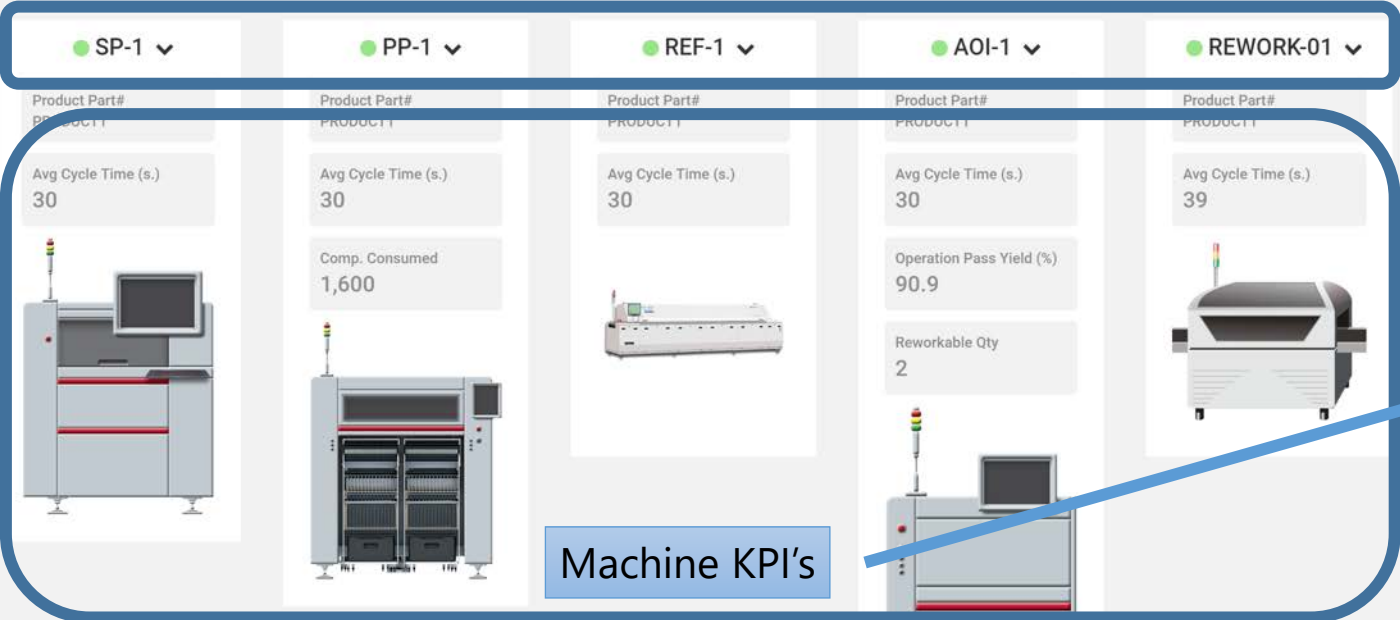 SP-1
PP-1
REF-1
AOI-1
REWORK-01
Product Part#
PRODUCT1
Avg Cycle Time (s.)
30
Product Part#
PRODUCT1
Avg Cycle Time (s.)
30
Comp. Consumed
1,600
Product Part#
PRODUCT1
Avg Cycle Time (s.)
30
Product Part#
PRODUCT1
Avg Cycle Time (s.)
30
Operation Pass Yield (%)
90.9
Reworkable Qty
2
Product Part#
PRODUCT1
Avg Cycle Time (s.)
39
Machine KPI’s